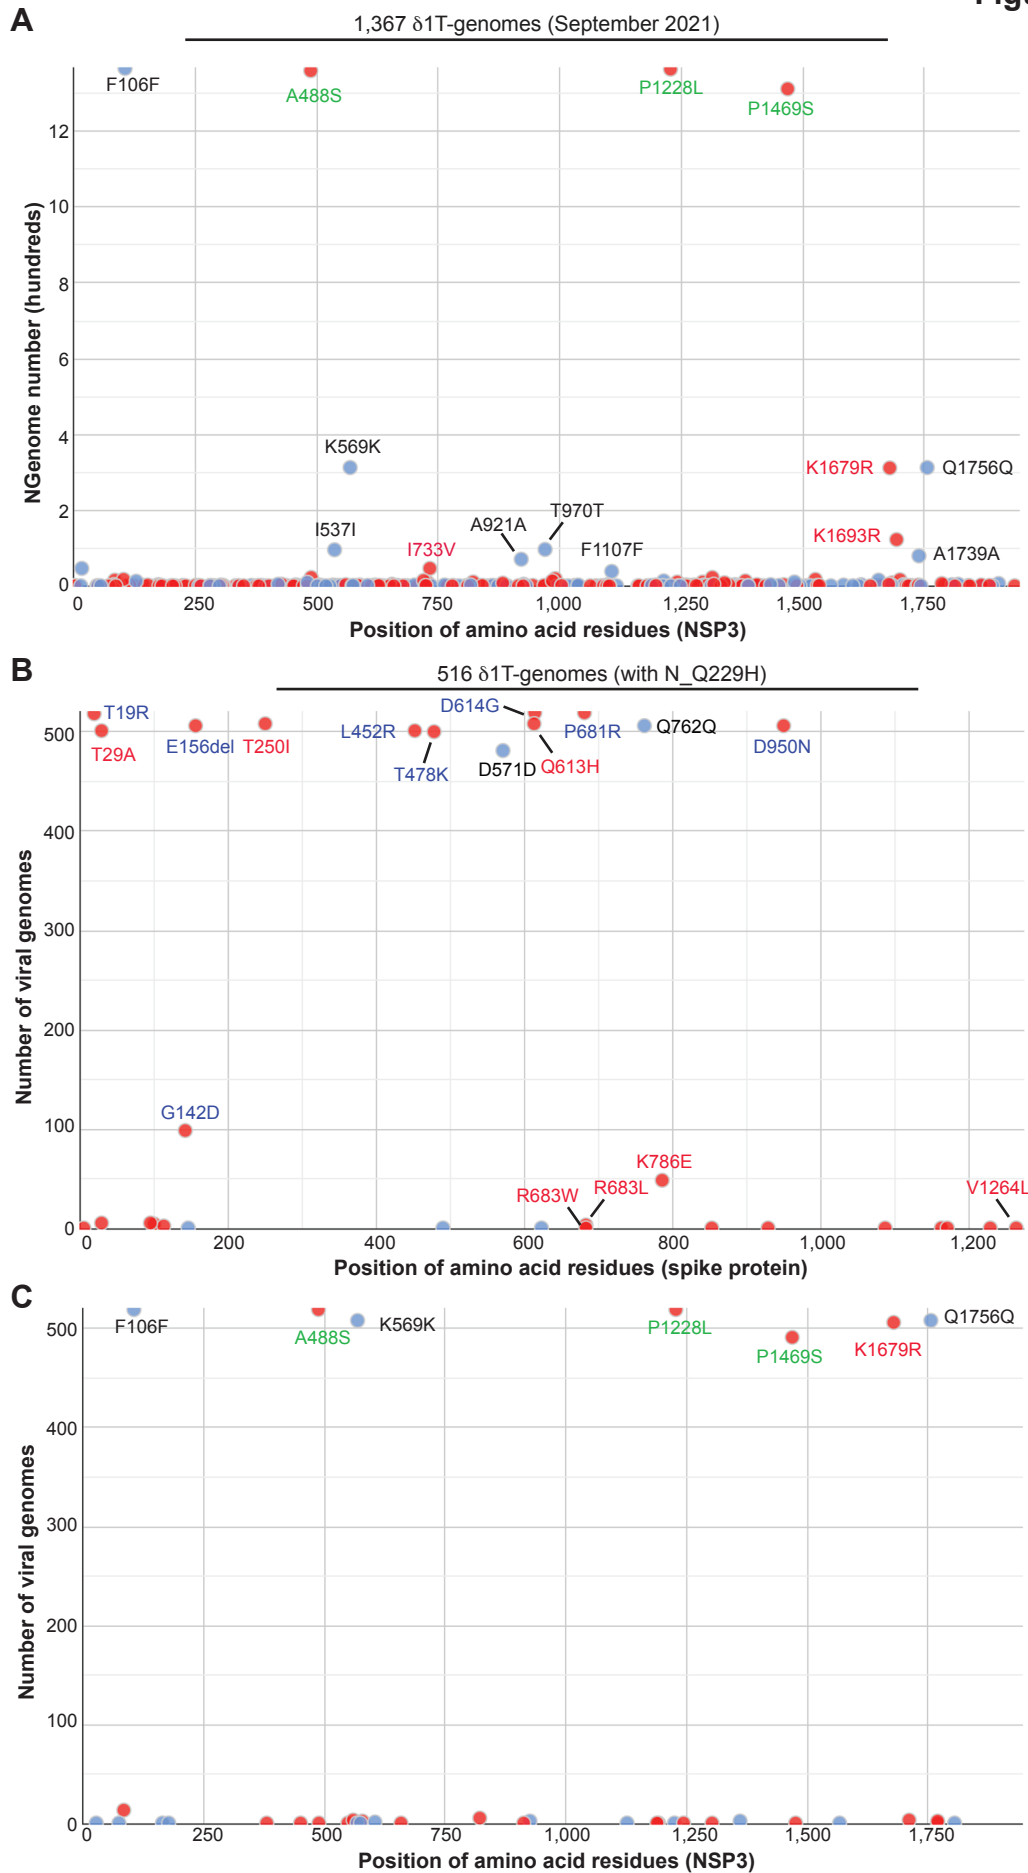 A
1,367 δ1T-genomes (September 2021)
F106F
A488S
P1228L
P1469S
12
10
8
6
4
2
0
NGenome number (hundreds)
K569K
K1679R
Q1756Q
I537I
I733V
A921A
T970T
F1107F
K1693R
A1739A
0 250 500 750 1,000 1,250 1,500 1,750
Position of amino acid residues (NSP3)
B
516 δ1T-genomes (with N_Q229H)
T19R
T29A
E156del
T250I
L452R
T478K
D614G
D571D
Q613H
P681R
Q762Q
D950N
500
400
300
200
100
0
Number of viral genomes
G142D
R683W
R683L
K786E
V1264L
0 200 400 600 800 1,000 1,200
Position of amino acid residues (spike protein)
C
F106F
A488S
K569K
P1228L
P1469S
K1679R
Q1756Q
500
400
300
200
100
0
Number of viral genomes
0 250 500 750 1,000 1,250 1,500 1,750
Position of amino acid residues (NSP3)